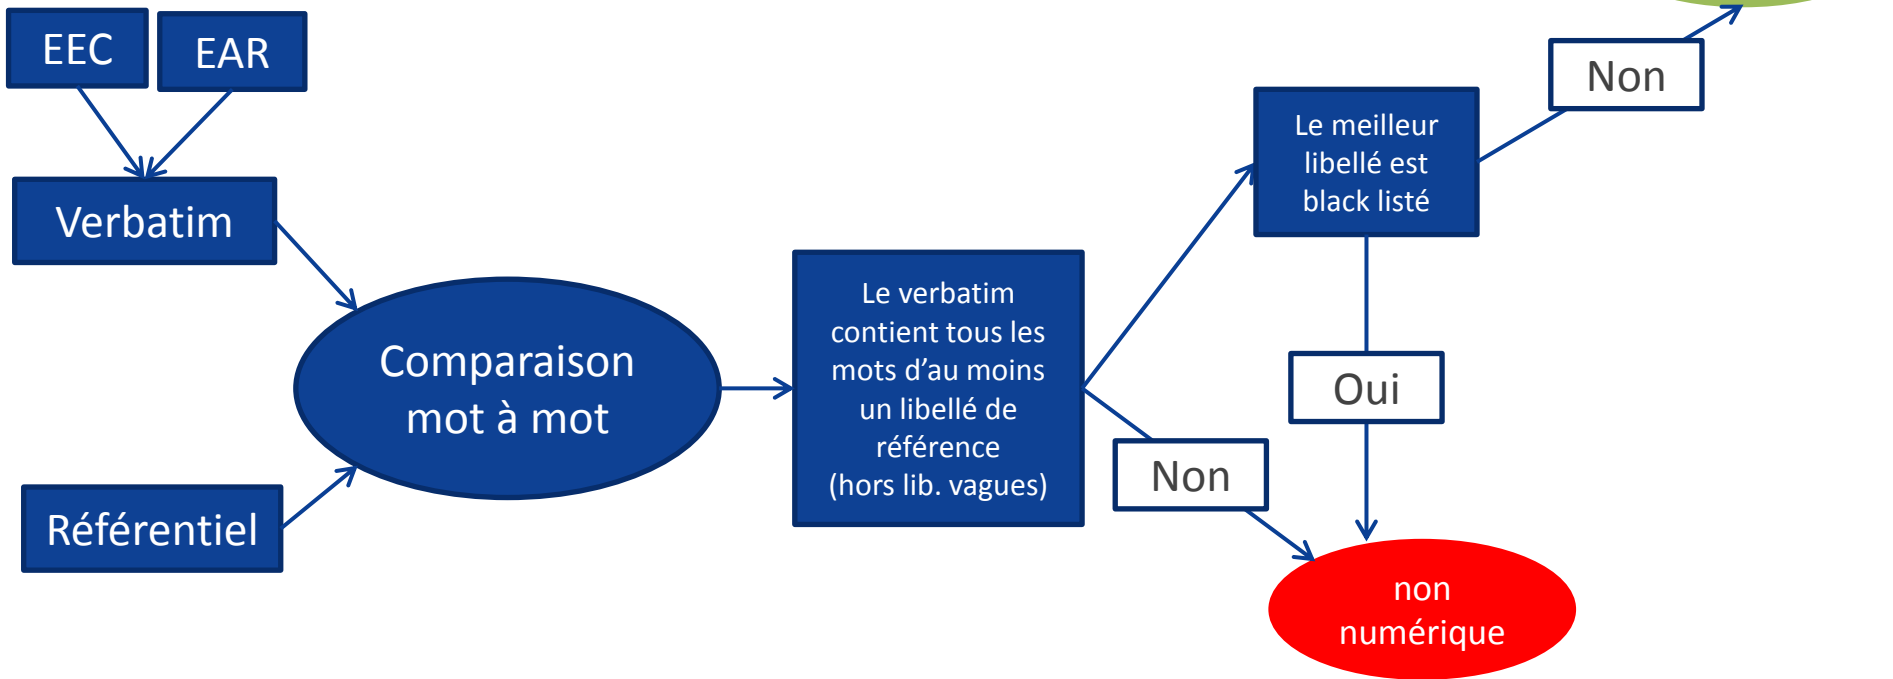 EEC
EAR
Verbatim
Référentiel
Comparaison
mot à mot
Le verbatim
contient tous les
mots d’au moins
un libellé de
référence
(hors lib. vagues)
Non
Le meilleur
libellé est
black listé
Non
Oui
non
numérique